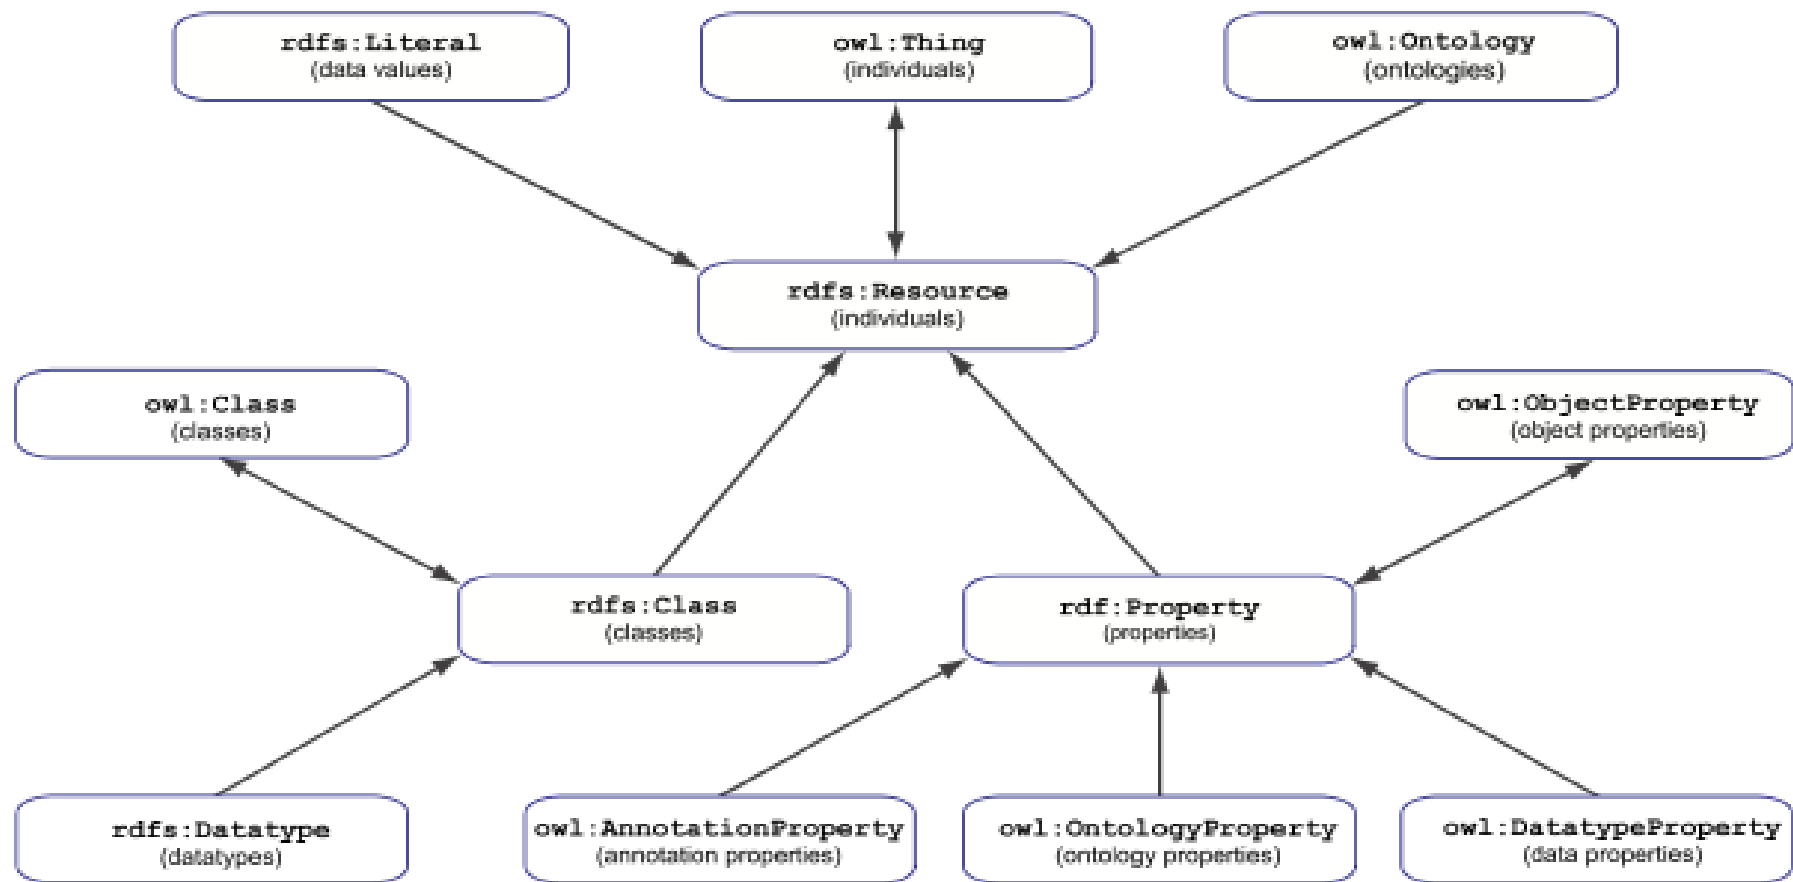 rdfs:Literal
(data values)
owl:Thing
(individuals)
owl:Ontology
(ontologies)
rdfs:Resource
(individuals)
owl:Class
(classes)
owl:ObjectProperty
(object properties)
rdfs:Class
(classes)
rdf:Property
(properties)
rdfs:Datatype
(datatypes)
owl:AnnotationProperty
(annotation properties)
owl:OntologyProperty
(ontology properties)
owl:DatatypeProperty
(data properties)